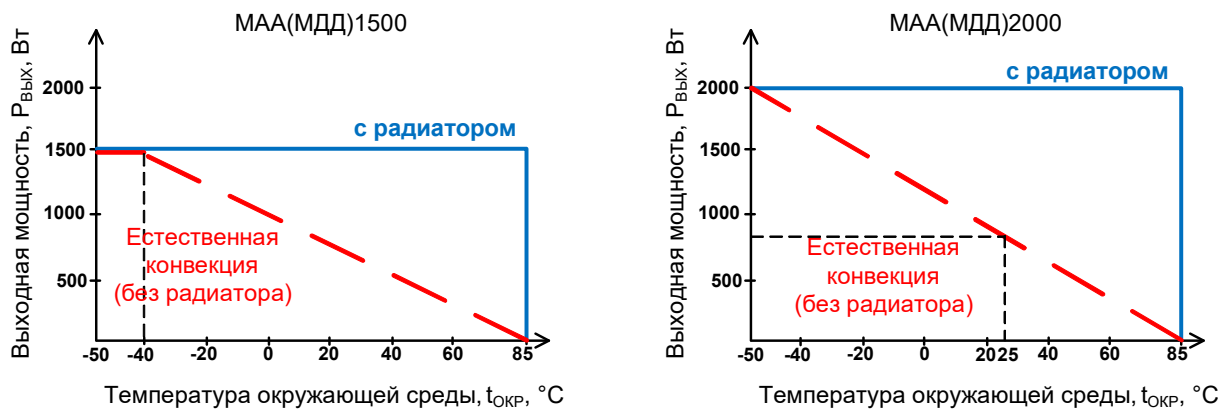 МАА(МДД)1500
Выходная мощность, PВЫХ, Вт
2000
1500
1000
500
с радиатором
Естественная
конвекция
(без радиатора)
-50 -40 -20 0 20 40 60 85
Температура окружающей среды, tОКР, °C
МАА(МДД)2000
Выходная мощность, PВЫХ, Вт
2000
1500
1000
500
с радиатором
Естественная
конвекция
(без радиатора)
-50 -40 -20 0 20 25 40 60 85
Температура окружающей среды, tОКР, °C